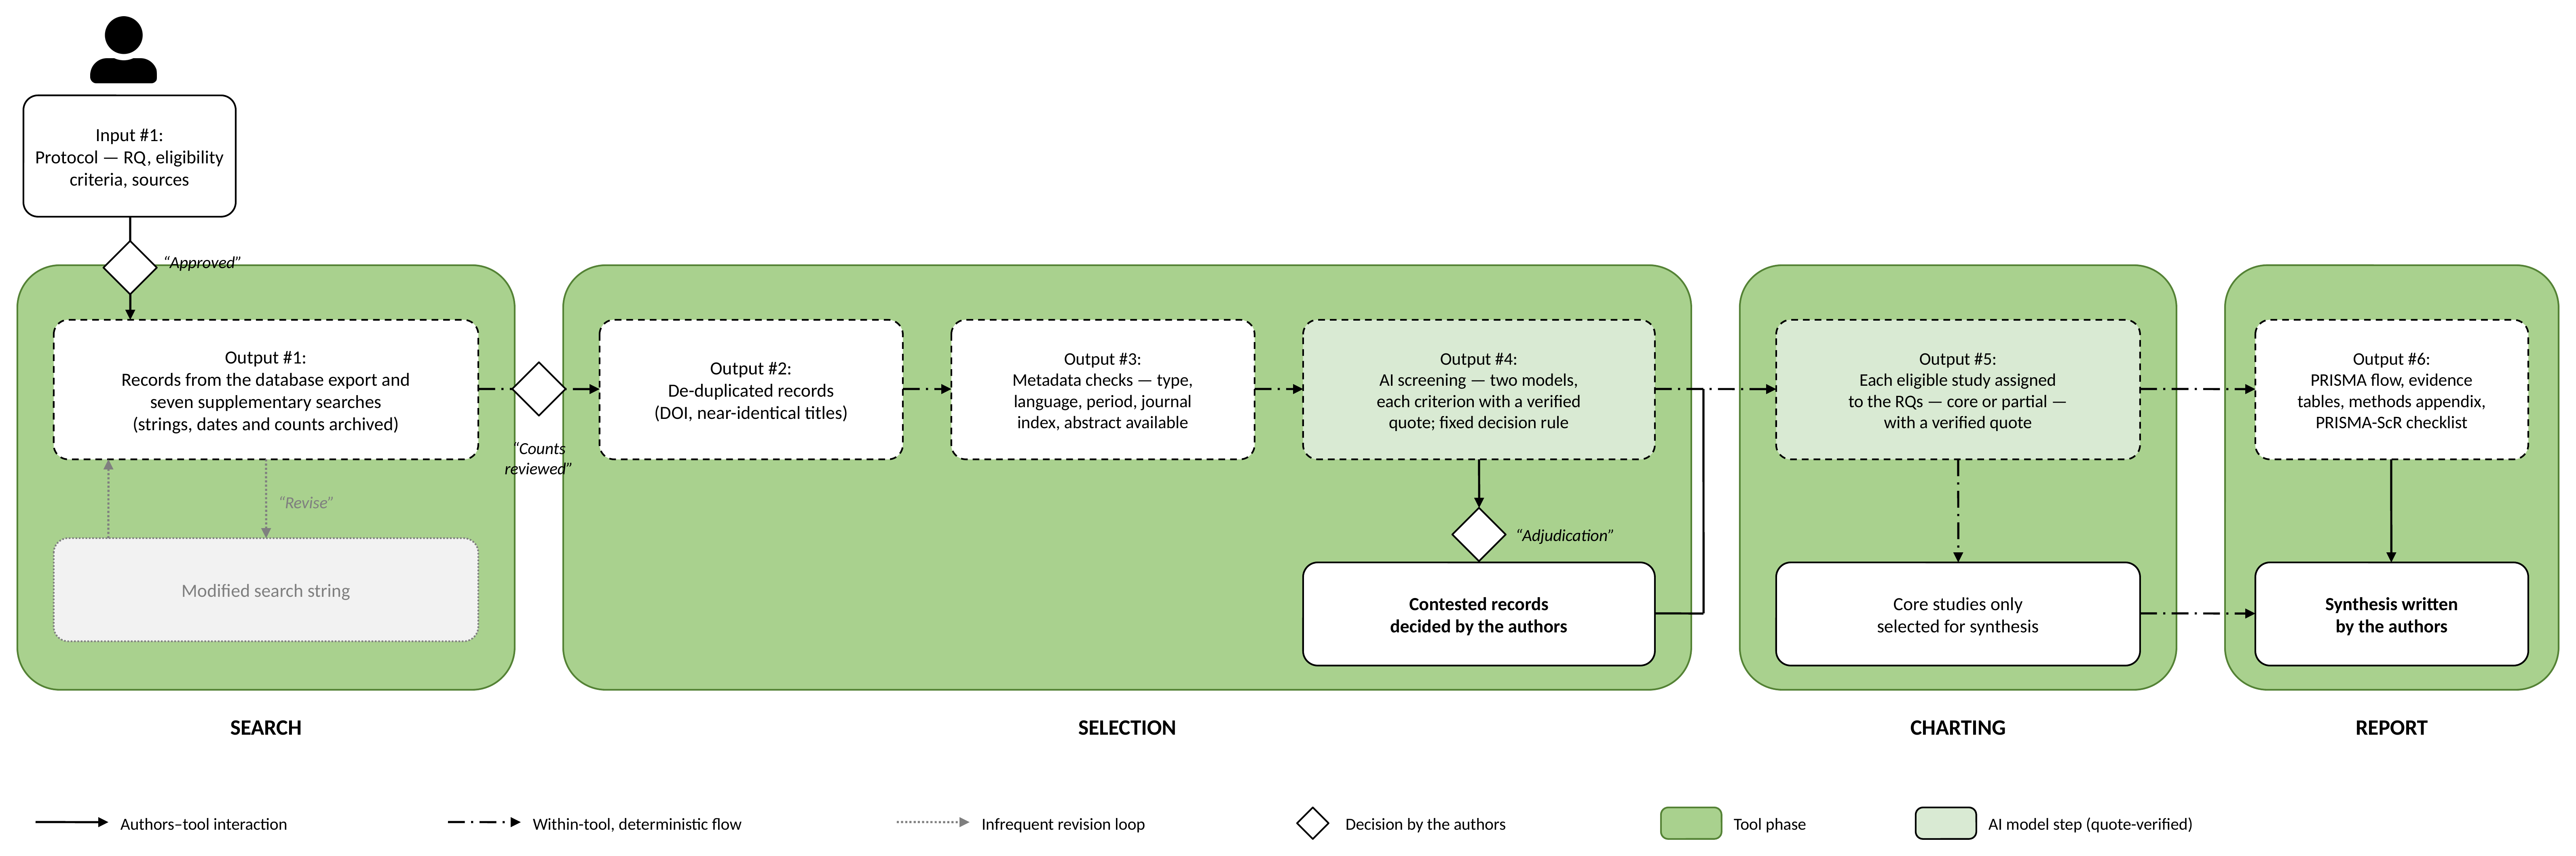 Input #1:
Protocol — RQ, eligibility
criteria, sources
“Approved”
Output #1:
Records from the database export and
seven supplementary searches
(strings, dates and counts archived)
“Revise”
Modified search string
“Counts
reviewed”
Output #2:
De-duplicated records
(DOI, near-identical titles)
Output #3:
Metadata checks — type,
language, period, journal
index, abstract available
Output #4:
AI screening — two models,
each criterion with a verified
quote; fixed decision rule
“Adjudication”
Contested records
decided by the authors
Output #5:
Each eligible study assigned
to the RQs — core or partial —
with a verified quote
Core studies only
selected for synthesis
Output #6:
PRISMA flow, evidence
tables, methods appendix,
PRISMA-ScR checklist
Synthesis written
by the authors
SEARCH
SELECTION
CHARTING
REPORT
Authors–tool interaction
Within-tool, deterministic flow
Infrequent revision loop
Decision by the authors
Tool phase
AI model step (quote-verified)